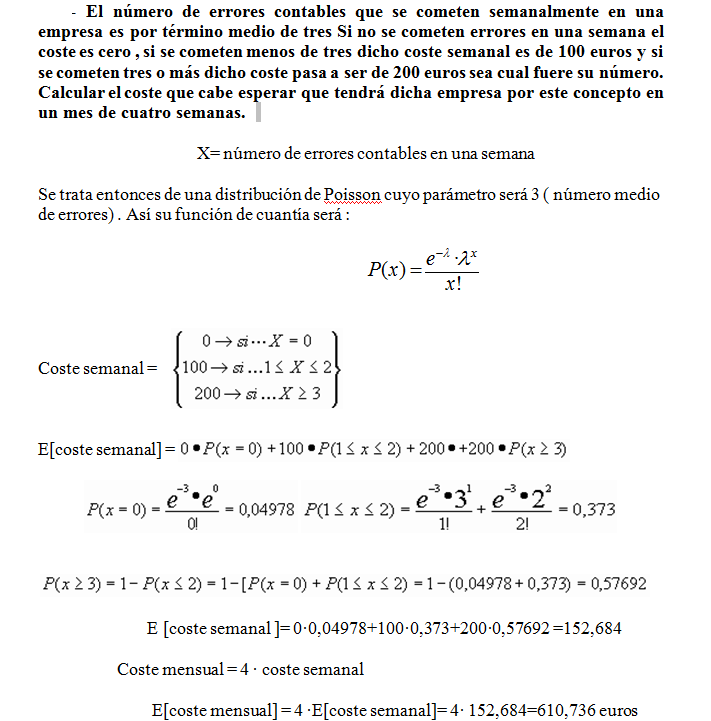 - El número de errores contables que se cometen semanalmente en una
empresa es por término medio de tres Si no se cometen errores en una semana el
coste es cero , si se cometen menos de tres dicho coste semanal es de 100 euros y si
se cometen tres o más dicho coste pasa a ser de 200 euros sea cual fuere su número.
Calcular el coste que cabe esperar que tendrá dicha empresa por este concepto en
un mes de cuatro semanas.
X= número de errores contables en una semana
Se trata entonces de una distribución de Poisson cuyo parámetro será 3 ( número medio
de errores) . Así su función de cuantía será :
P(x) = e^{-λ} ·λ^x / x!
Coste semanal = { 0 → si ··· X = 0
100 → si ... 1 ≤ X ≤ 2
200 → si ... X ≥ 3 }
E[coste semanal] = 0 • P(x = 0) + 100 • P(1 ≤ x ≤ 2) + 200 • +200 • P(x ≥ 3)
P(x = 0) = e^{-3} • e^0 / 0! = 0,04978 P(1 ≤ x ≤ 2) = e^{-3} • 3^1 / 1! + e^{-3} • 2^2 / 2! = 0,373
P(x ≥ 3) = 1 − P(x ≤ 2) = 1 − [P(x = 0) + P(1 ≤ x ≤ 2) = 1 − (0,04978 + 0,373) = 0,57692
E [coste semanal ]= 0·0,04978+100·0,373+200·0,57692 =152,684
Coste mensual = 4 · coste semanal
E[coste mensual] = 4 ·E[coste semanal]= 4· 152,684=610,736 euros